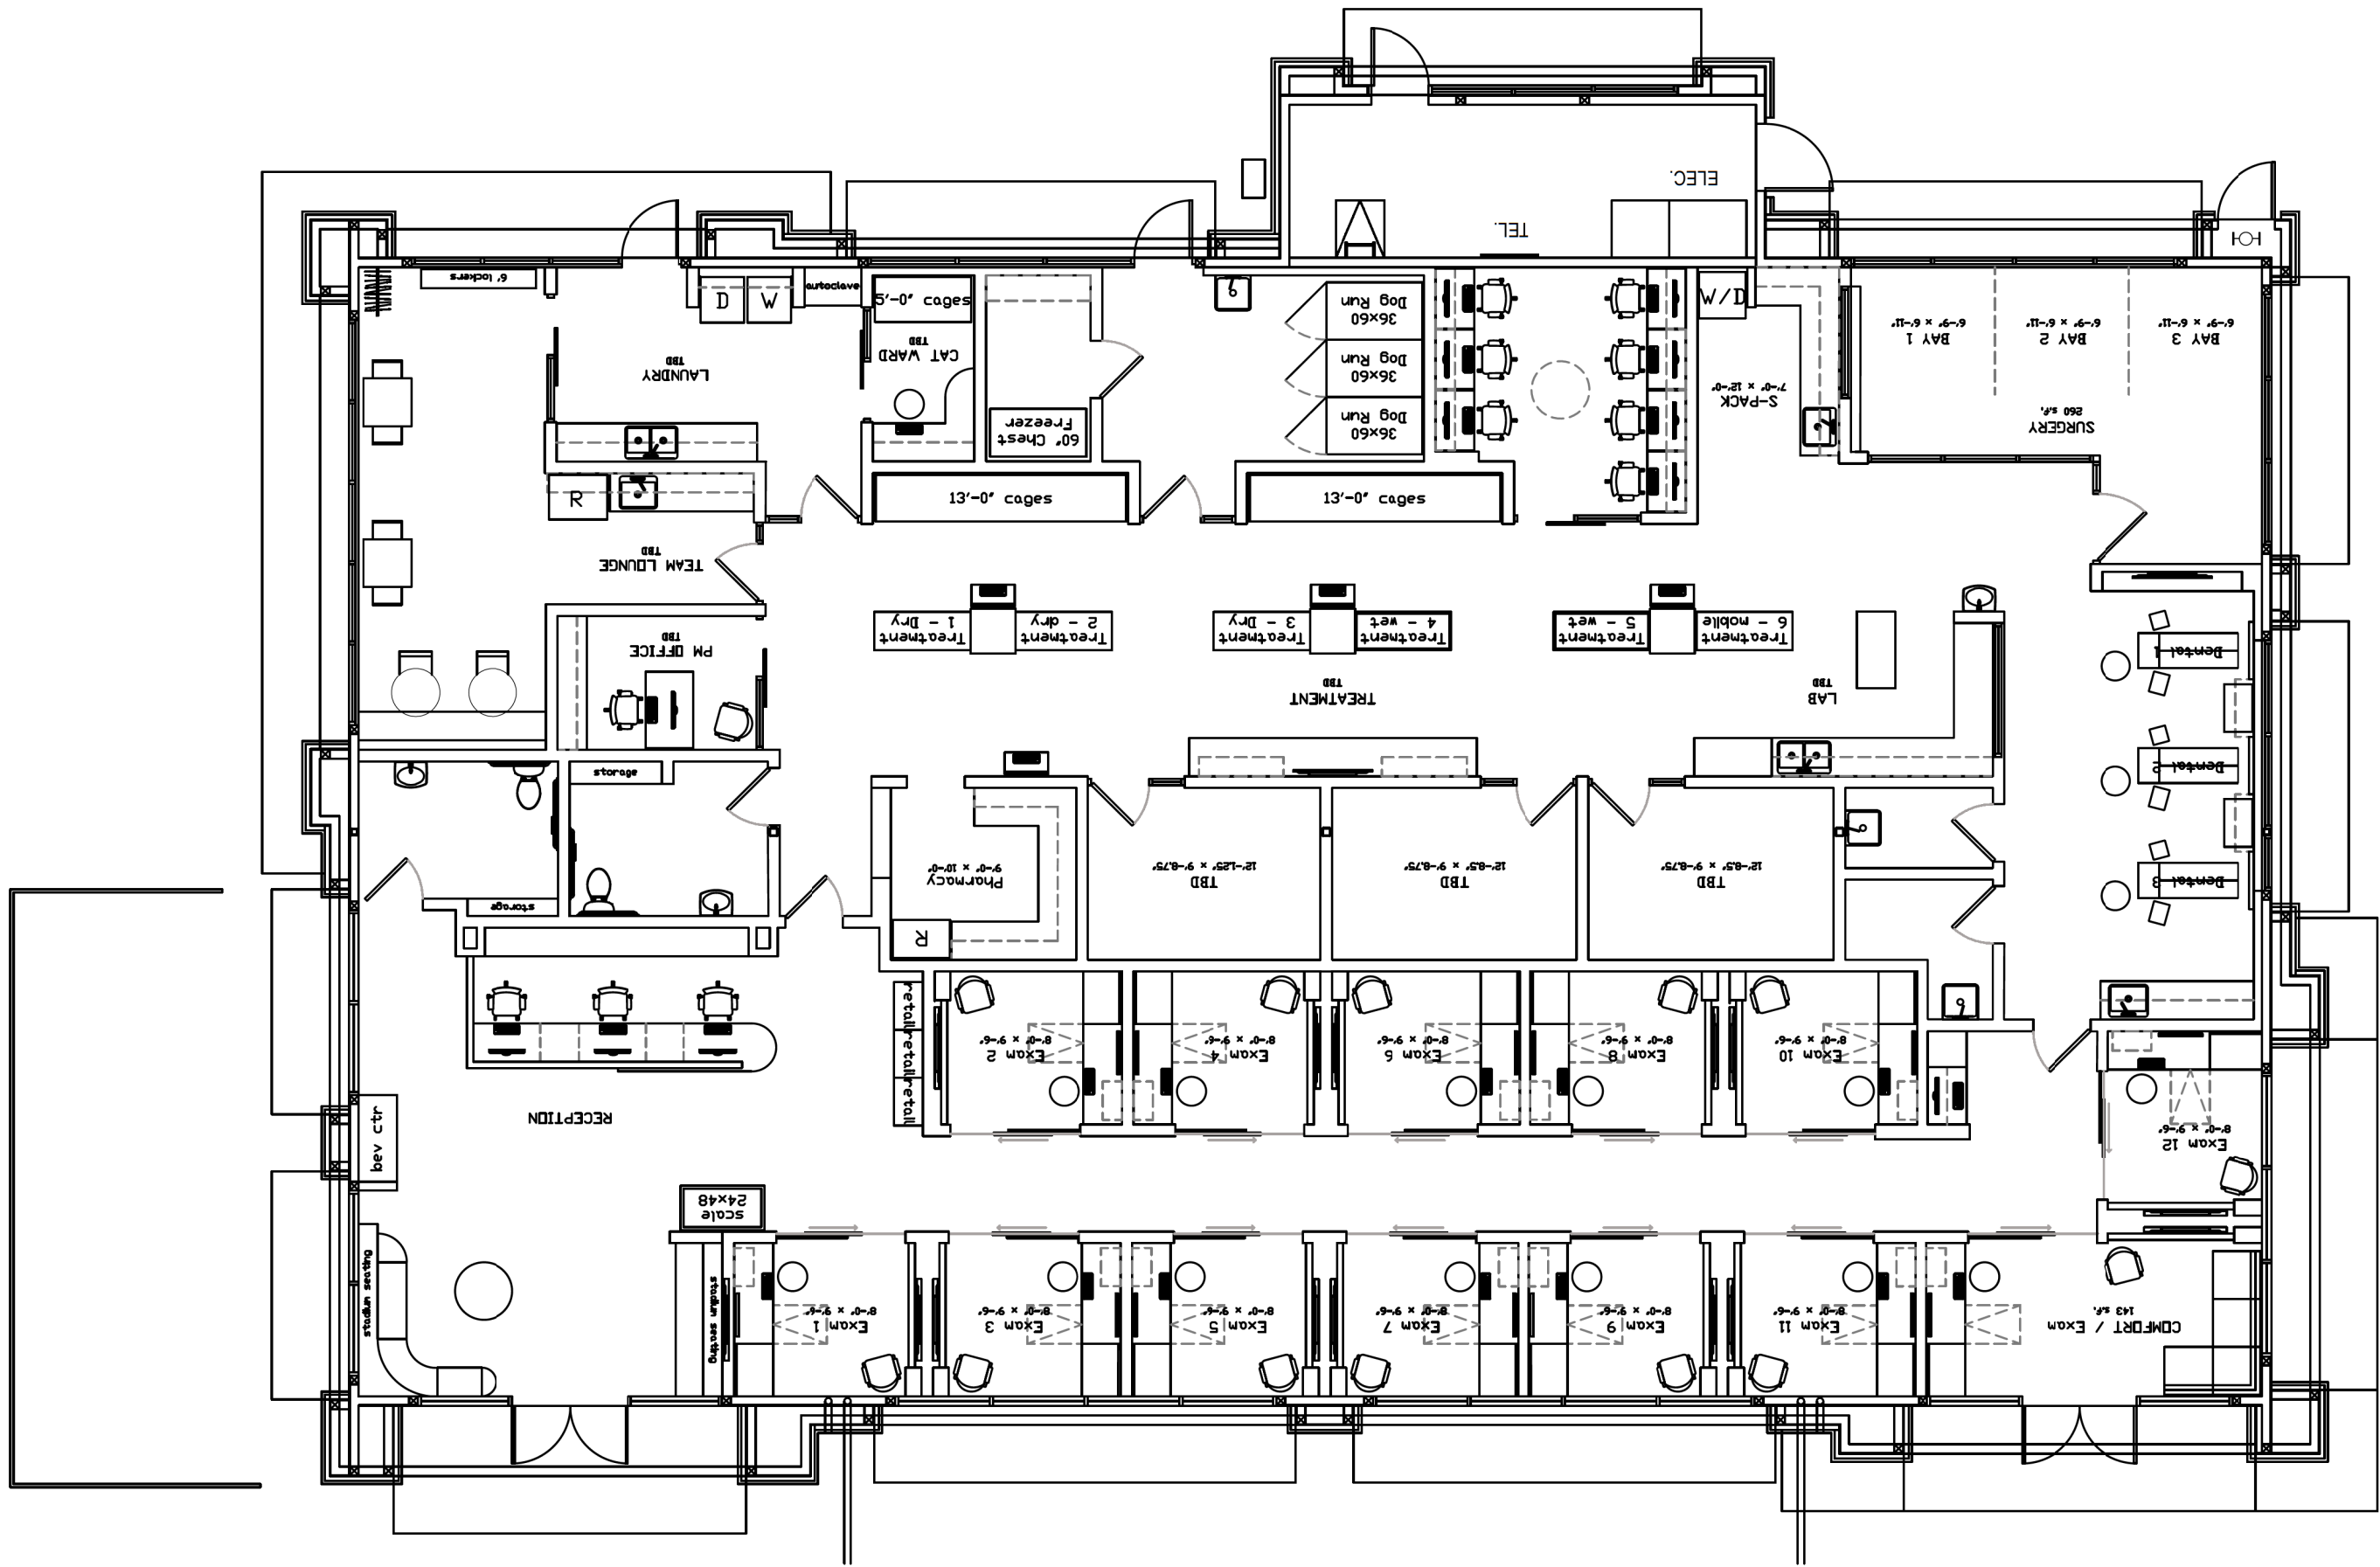 ELEC.
TEL.
6' lockers
D
W
autoclave
5'-0" cages
CAT WARD
TBD
LAUNDRY
TBD
60" Chest
Freezer
36x60
Dog Run
36x60
Dog Run
36x60
Dog Run
W/D
S-PACK
7'-0" x 12'-0"
BAY 1
6'-9" x 6'-11"
BAY 2
6'-9" x 6'-11"
BAY 3
6'-9" x 6'-11"
SURGERY
260 s.f.
R
13'-0" cages
13'-0" cages
TEAM LOUNGE
TBD
PM OFFICE
TBD
Treatment
1 - Dry
Treatment
2 - dry
Treatment
3 - Dry
Treatment
4 - wet
Treatment
5 - wet
Treatment
6 - mobile
TREATMENT
TBD
LAB
TBD
Dental 1
Dental 2
Dental 3
storage
storage
Pharmacy
9'-0" x 10'-0"
R
TBD
12'-1.25" x 9'-8.75"
TBD
12'-8.5" x 9'-8.75"
TBD
12'-8.5" x 9'-8.75"
retail
retail
retail
Exam 2
8'-0" x 9'-6"
Exam 4
8'-0" x 9'-6"
Exam 6
8'-0" x 9'-6"
Exam 8
8'-0" x 9'-6"
Exam 10
8'-0" x 9'-6"
Exam 12
8'-0" x 9'-6"
RECEPTION
bev ctr
scale
24x48
stadium seating
stadium seating
Exam 1
8'-0" x 9'-6"
Exam 3
8'-0" x 9'-6"
Exam 5
8'-0" x 9'-6"
Exam 7
8'-0" x 9'-6"
Exam 9
8'-0" x 9'-6"
Exam 11
8'-0" x 9'-6"
COMFORT / Exam
143 s.f.